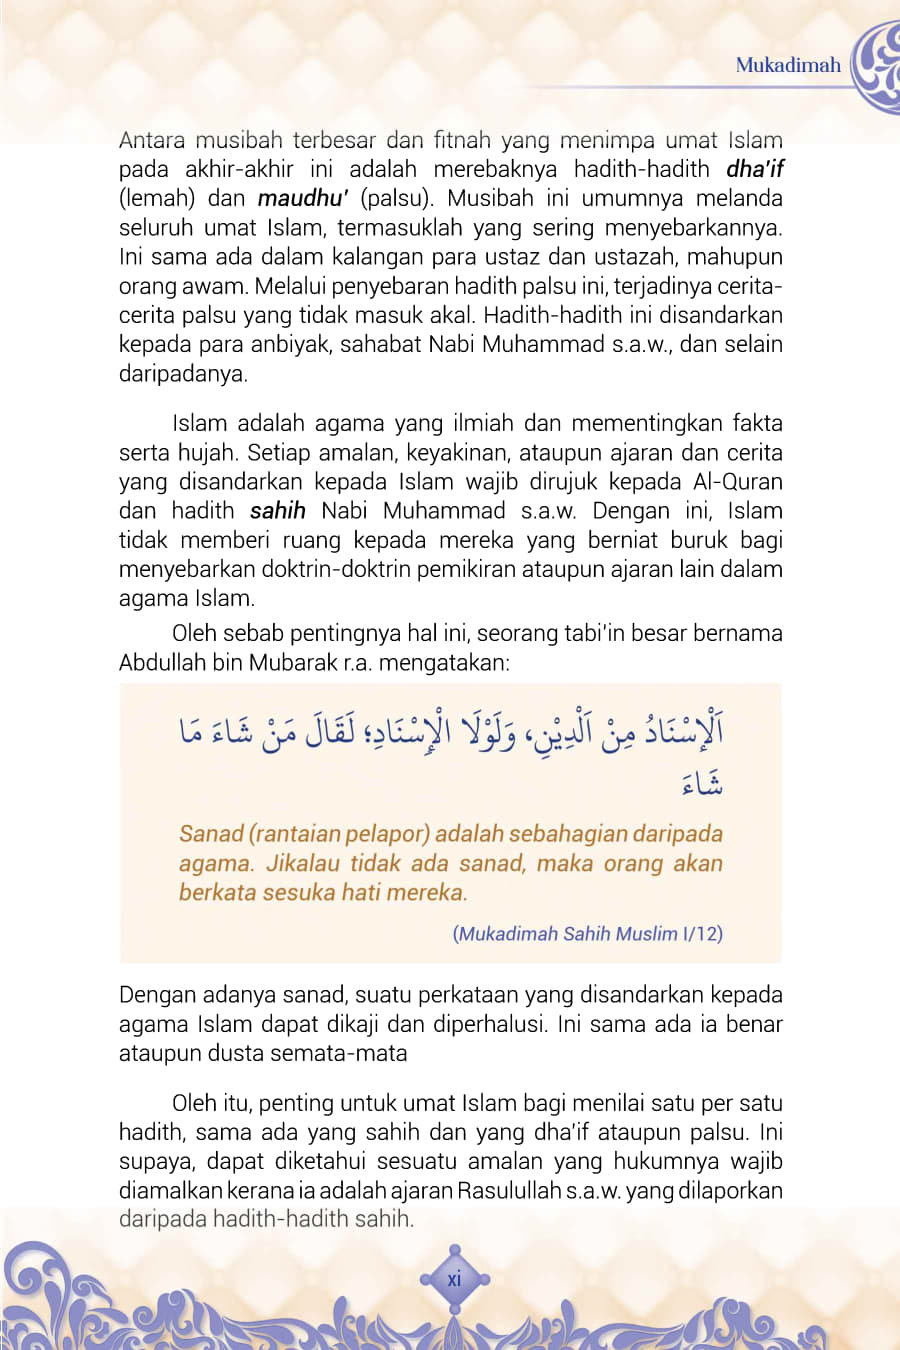 Mukadimah
Antara musibah terbesar dan fitnah yang menimpa umat Islam
pada akhir-akhir ini adalah merebaknya hadith-hadith dha'if
(lemah) dan maudhu' (palsu). Musibah ini umumnya melanda
seluruh umat Islam, termasuklah yang sering menyebarkannya.
Ini sama ada dalam kalangan para ustaz dan ustazah, mahupun
orang awam. Melalui penyebaran hadith palsu ini, terjadinya cerita-
cerita palsu yang tidak masuk akal. Hadith-hadith ini disandarkan
kepada para anbiyak, sahabat Nabi Muhammad s.a.w., dan selain
daripadanya.
Islam adalah agama yang ilmiah dan mementingkan fakta
serta hujah. Setiap amalan, keyakinan, ataupun ajaran dan cerita
yang disandarkan kepada Islam wajib dirujuk kepada Al-Quran
dan hadith sahih Nabi Muhammad s.a.w. Dengan ini, Islam
tidak memberi ruang kepada mereka yang berniat buruk bagi
menyebarkan doktrin-doktrin pemikiran ataupun ajaran lain dalam
agama Islam.
Oleh sebab pentingnya hal ini, seorang tabi'in besar bernama
Abdullah bin Mubarak r.a. mengatakan:
اَلْإِسْنَادُ مِنْ اَلْدِيْنِ، وَلَوْلَا الْإِسْنَادِ؛ لَقَالَ مَنْ شَاءَ مَا
شَاءَ
Sanad (rantaian pelapor) adalah sebahagian daripada
agama. Jikalau tidak ada sanad, maka orang akan
berkata sesuka hati mereka.
(Mukadimah Sahih Muslim I/12)
Dengan adanya sanad, suatu perkataan yang disandarkan kepada
agama Islam dapat dikaji dan diperhalusi. Ini sama ada ia benar
ataupun dusta semata-mata
Oleh itu, penting untuk umat Islam bagi menilai satu per satu
hadith, sama ada yang sahih dan yang dha'if ataupun palsu. Ini
supaya, dapat diketahui sesuatu amalan yang hukumnya wajib
diamalkan kerana ia adalah ajaran Rasulullah s.a.w. yang dilaporkan
daripada hadith-hadith sahih.
xi